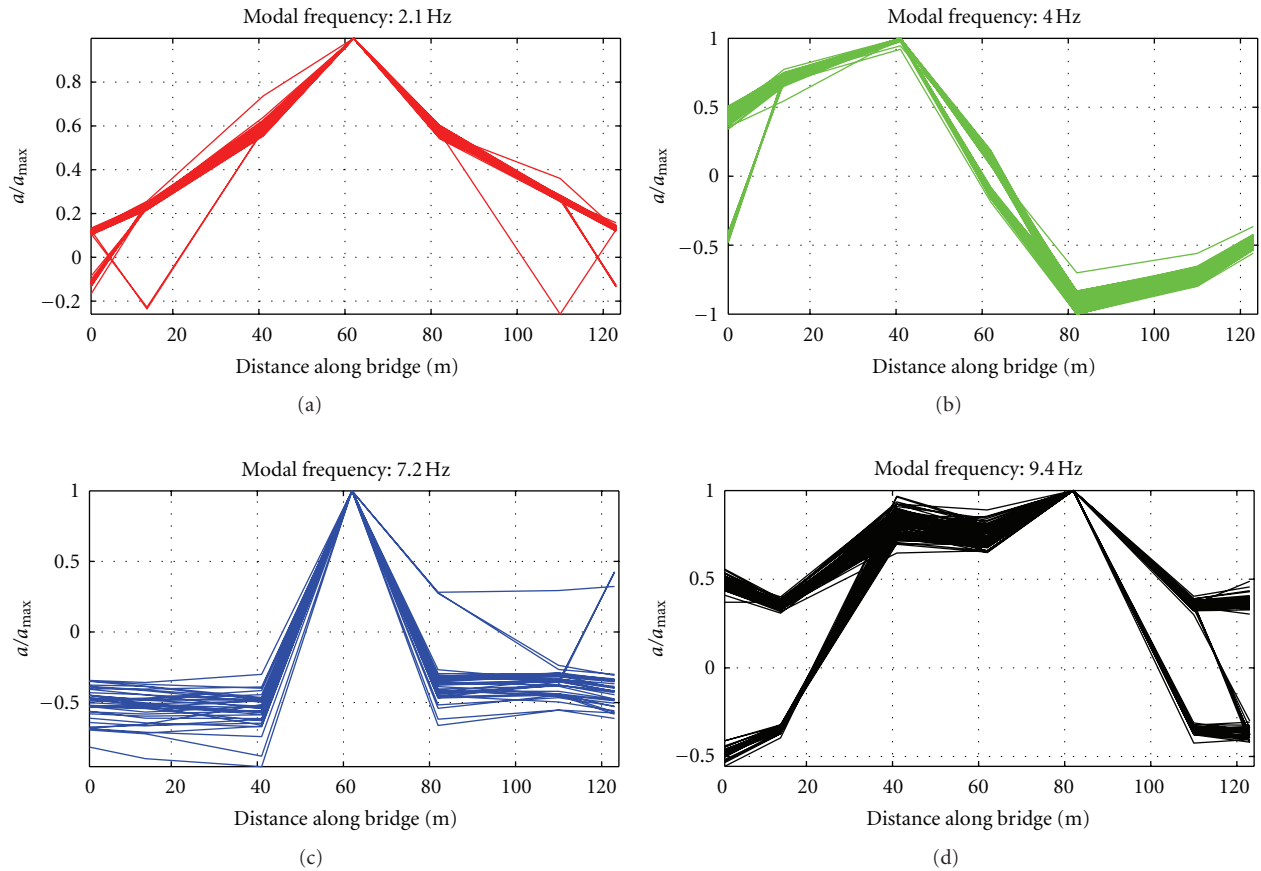 Modal frequency: 2.1 Hz
0.8
0.6
0.4
0.2
0
−0.2
a/a_max
0 20 40 60 80 100 120
Distance along bridge (m)
(a)
Modal frequency: 4 Hz
1
0.5
0
−0.5
−1
a/a_max
0 20 40 60 80 100 120
Distance along bridge (m)
(b)
Modal frequency: 7.2 Hz
1
0.5
0
−0.5
a/a_max
0 20 40 60 80 100 120
Distance along bridge (m)
(c)
Modal frequency: 9.4 Hz
1
0.5
0
−0.5
a/a_max
0 20 40 60 80 100 120
Distance along bridge (m)
(d)